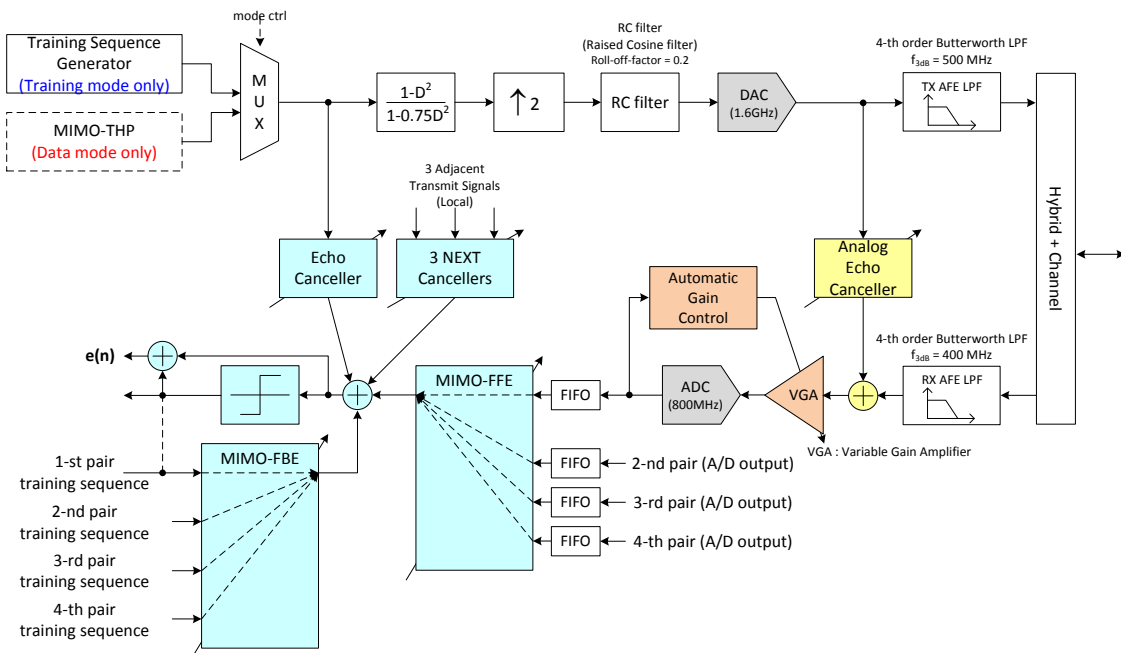 mode ctrl
Training Sequence
Generator
(Training mode only)
MIMO-THP
(Data mode only)
M
U
X
1-D²
1-0.75D²
↑2
RC filter
(Raised Cosine filter)
Roll-off-factor = 0.2
RC filter
DAC
(1.6GHz)
4-th order Butterworth LPF
f3dB = 500 MHz
TX AFE LPF
Hybrid + Channel
3 Adjacent
Transmit Signals
(Local)
Echo
Canceller
3 NEXT
Cancellers
Automatic
Gain
Control
Analog
Echo
Canceller
4-th order Butterworth LPF
f3dB = 400 MHz
RX AFE LPF
e(n)
MIMO-FFE
FIFO
ADC
(800MHz)
VGA
VGA : Variable Gain Amplifier
MIMO-FBE
1-st pair
training sequence
2-nd pair
training sequence
3-rd pair
training sequence
4-th pair
training sequence
FIFO
2-nd pair (A/D output)
FIFO
3-rd pair (A/D output)
FIFO
4-th pair (A/D output)